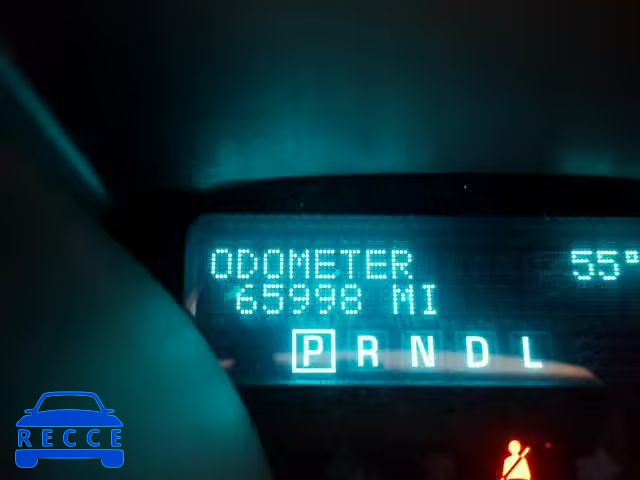 ODOMETER 55°
65998 MI
P R N D L
RECCE